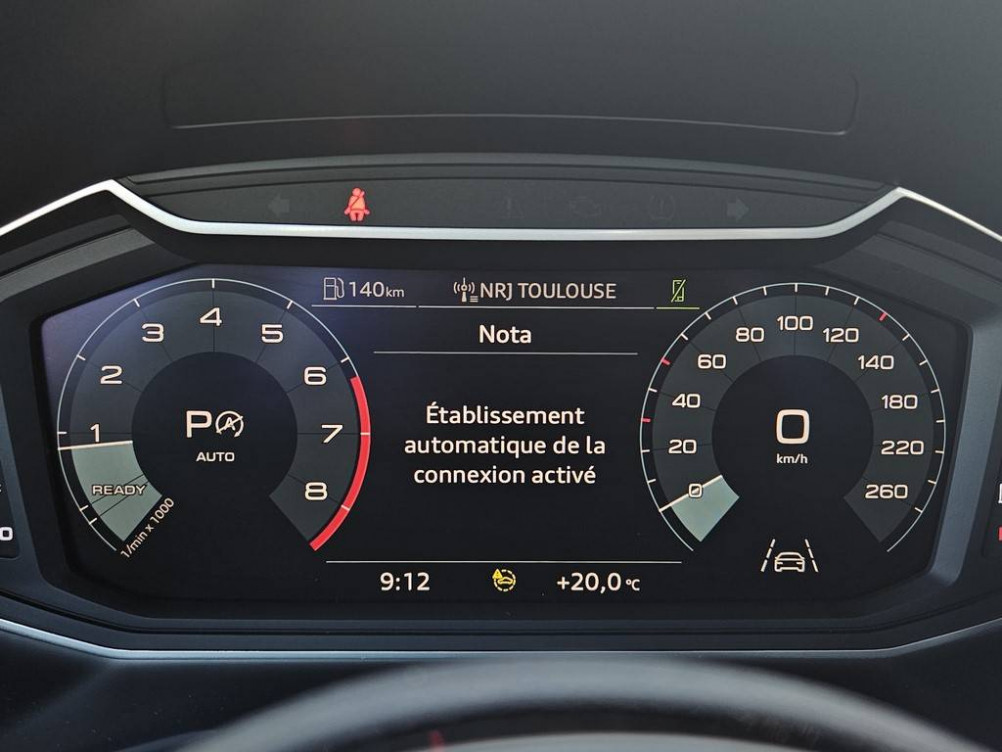 140 km
NRJ TOULOUSE
Nota
Établissement
automatique de la
connexion activé
1
2
3
4
5
6
7
8
READY
1/min x 1000
P A
AUTO
0
20
40
60
80
100
120
140
180
220
260
0
km/h
9:12
+20,0 °C